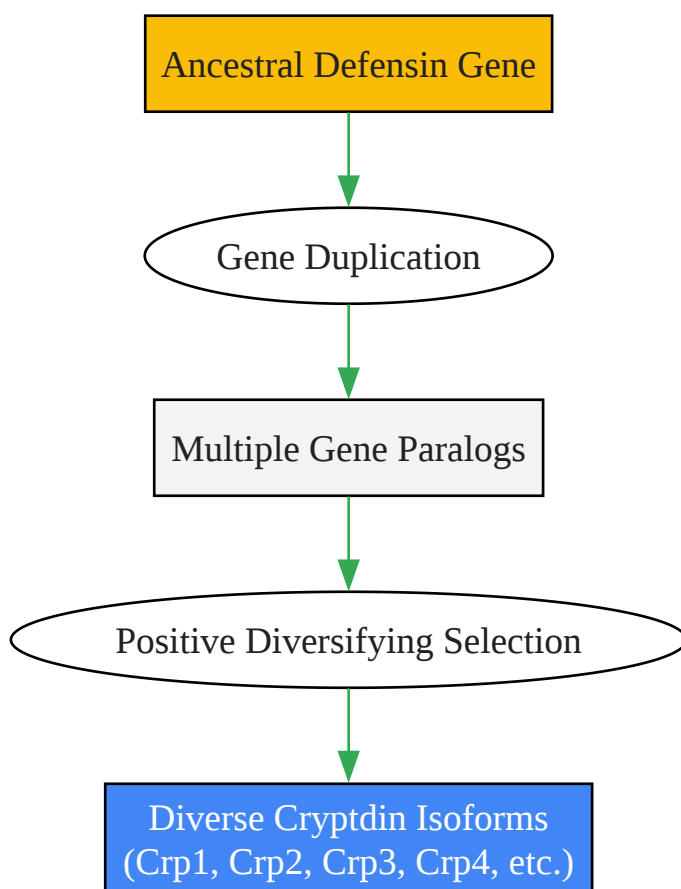 Ancestral Defensin Gene
Gene Duplication
Multiple Gene Paralogs
Positive Diversifying Selection
Diverse Cryptdin Isoforms
(Crp1, Crp2, Crp3, Crp4, etc.)